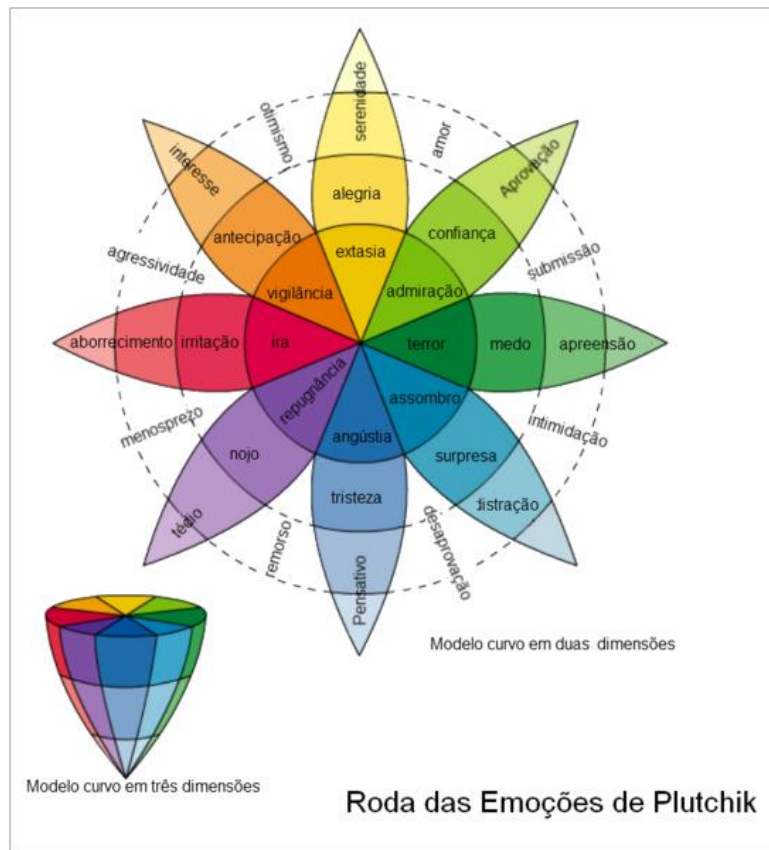 serenidade
otimismo
amor
interesse
Aprovação
alegria
antecipação
confiança
extasia
agressividade
submissão
vigilância
admiração
aborrecimento
irritação
ira
terror
medo
apreensão
repugnância
assombro
menosprezo
intimidação
nojo
angústia
surpresa
tristeza
distração
tédio
remorso
desaprovação
Pensativo
Modelo curvo em duas dimensões
Modelo curvo em três dimensões
Roda das Emoções de Plutchik